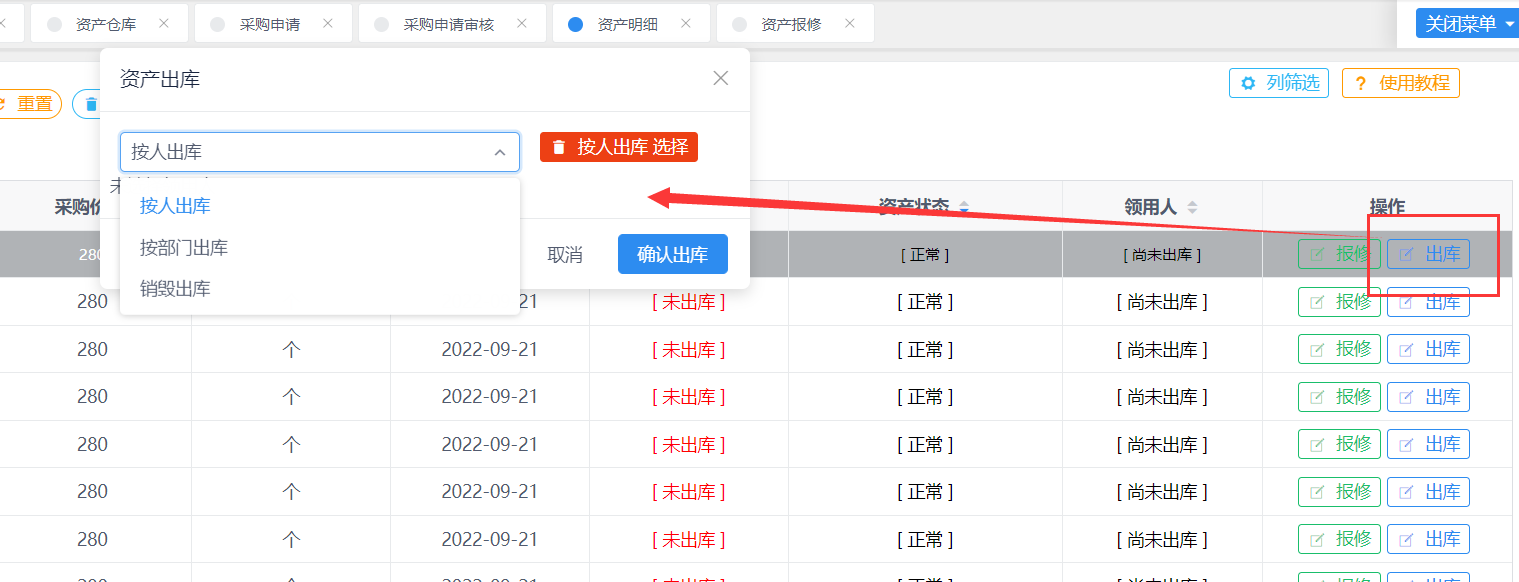 资产仓库
采购申请
采购申请审核
资产明细
资产报修
关闭菜单
资产出库
重置
列筛选
? 使用教程
按人出库
按人出库 选择
按人出库
按部门出库
销毁出库
取消
确认出库
采购价
资产状态
领用人
操作
280
[ 正常 ]
[ 尚未出库 ]
报修
出库
280
21
[ 未出库 ]
[ 正常 ]
[ 尚未出库 ]
报修
出库
280
个
2022-09-21
[ 未出库 ]
[ 正常 ]
[ 尚未出库 ]
报修
出库
280
个
2022-09-21
[ 未出库 ]
[ 正常 ]
[ 尚未出库 ]
报修
出库
280
个
2022-09-21
[ 未出库 ]
[ 正常 ]
[ 尚未出库 ]
报修
出库
280
个
2022-09-21
[ 未出库 ]
[ 正常 ]
[ 尚未出库 ]
报修
出库
280
个
2022-09-21
[ 未出库 ]
[ 正常 ]
[ 尚未出库 ]
报修
出库